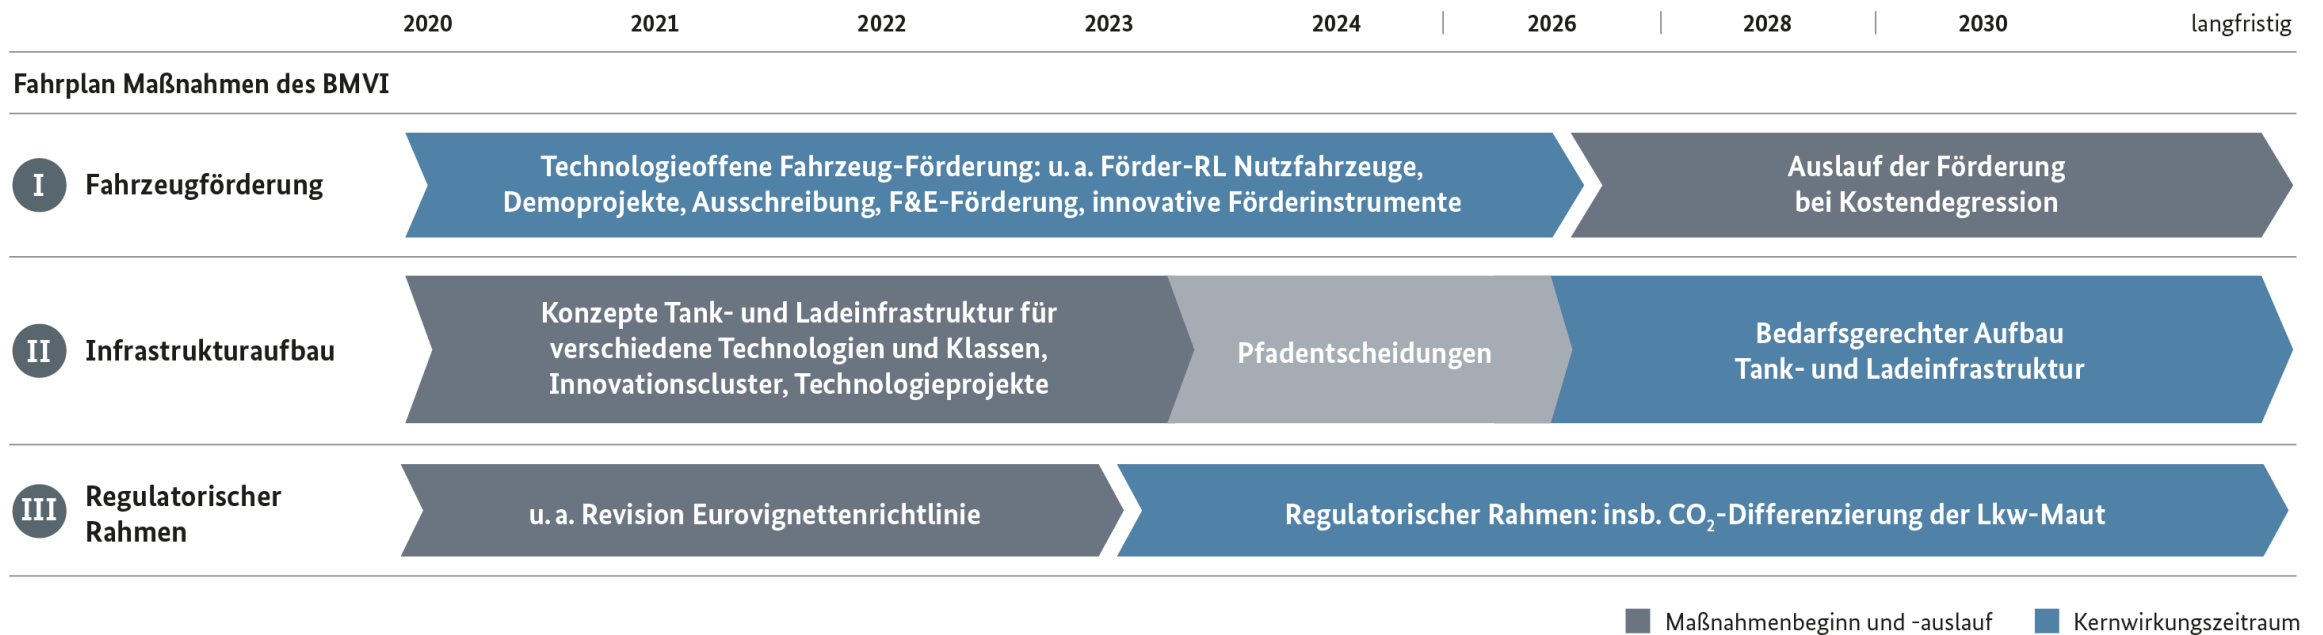 2020 2021 2022 2023 2024 2026 2028 2030 langfristig
Fahrplan Maßnahmen des BMVI
I Fahrzeugförderung
Technologieoffene Fahrzeug-Förderung: u. a. Förder-RL Nutzfahrzeuge,
Demoprojekte, Ausschreibung, F&E-Förderung, innovative Förderinstrumente
Auslauf der Förderung
bei Kostendegression
II Infrastrukturaufbau
Konzepte Tank- und Ladeinfrastruktur für
verschiedene Technologien und Klassen,
Innovationscluster, Technologieprojekte
Pfadentscheidungen
Bedarfsgerechter Aufbau
Tank- und Ladeinfrastruktur
III Regulatorischer
Rahmen
u. a. Revision Eurovignettenrichtlinie
Regulatorischer Rahmen: insb. CO₂-Differenzierung der Lkw-Maut
Maßnahmenbeginn und -auslauf
Kernwirkungszeitraum